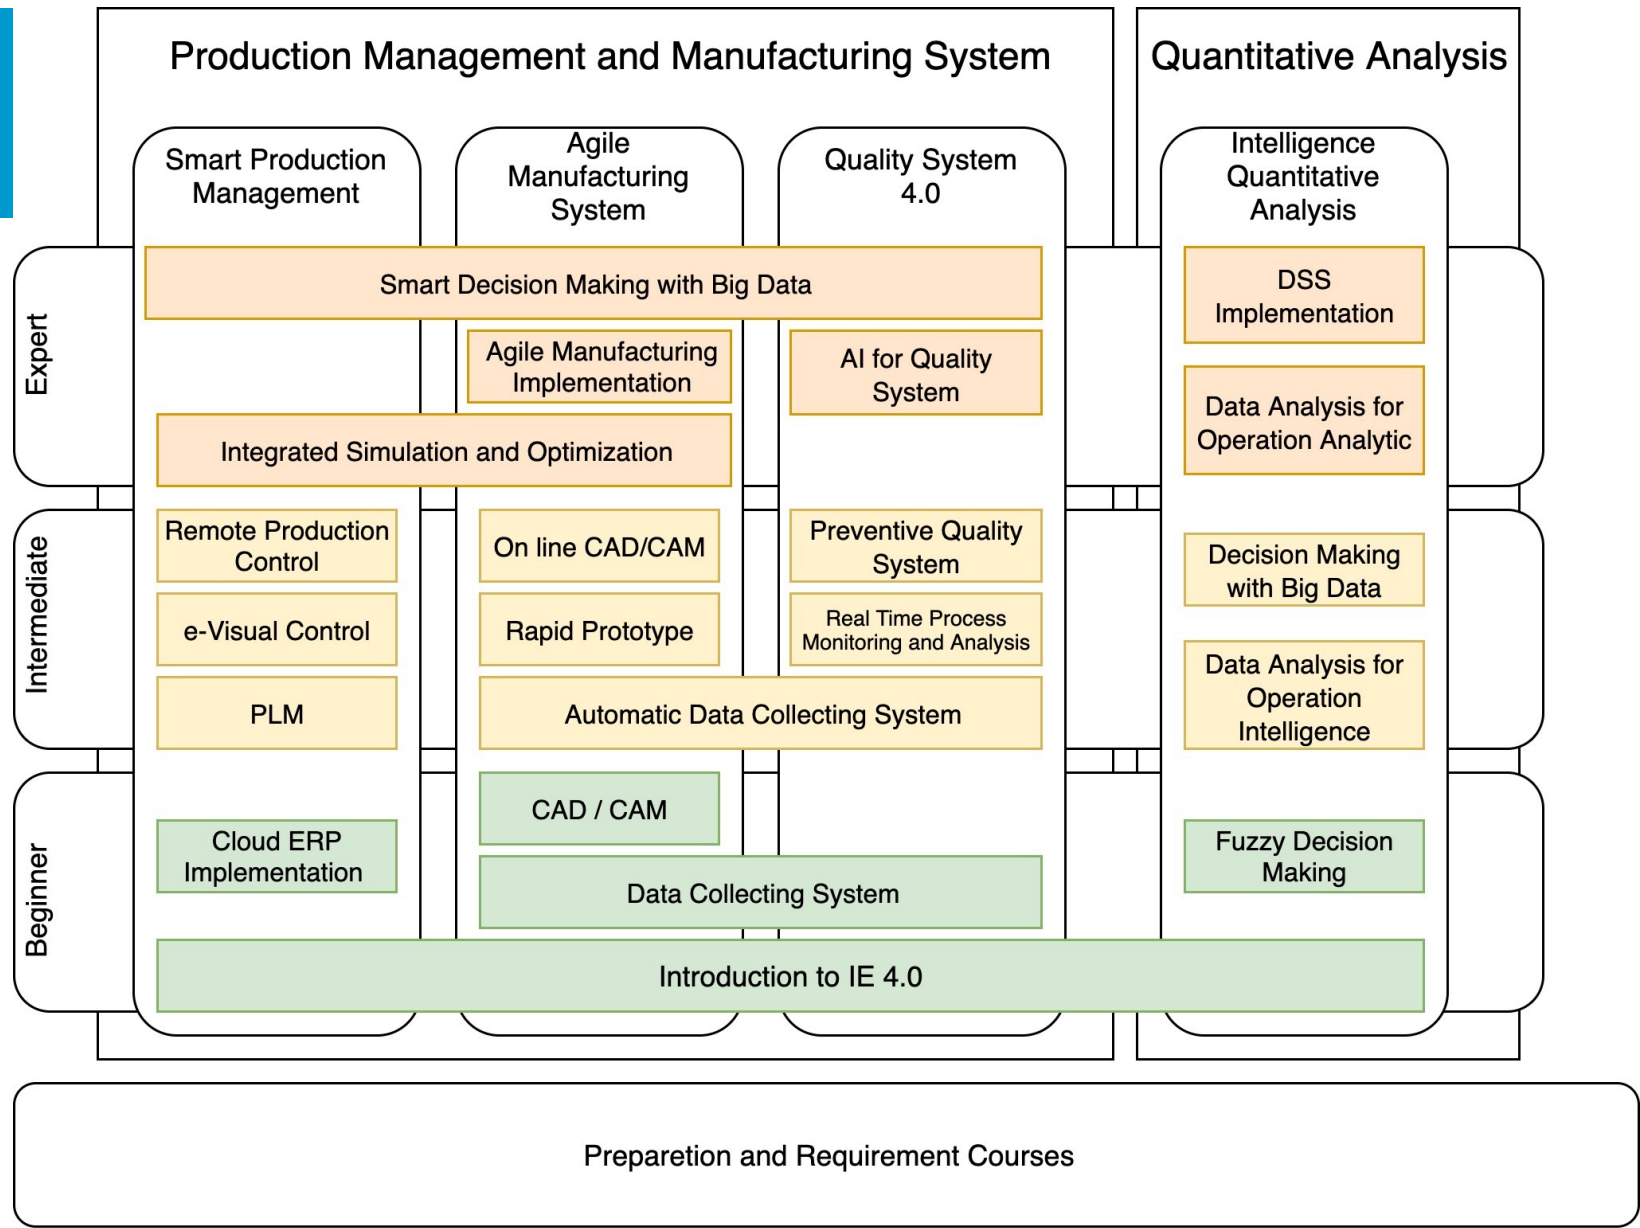 Production Management and Manufacturing System
Quantitative Analysis
Smart Production
Management
Agile
Manufacturing
System
Quality System
4.0
Intelligence
Quantitative
Analysis
Expert
Smart Decision Making with Big Data
DSS
Implementation
Agile Manufacturing
Implementation
AI for Quality
System
Data Analysis for
Operation Analytic
Integrated Simulation and Optimization
Intermediate
Remote Production
Control
On line CAD/CAM
Preventive Quality
System
Decision Making
with Big Data
e-Visual Control
Rapid Prototype
Real Time Process
Monitoring and Analysis
Data Analysis for
Operation
Intelligence
PLM
Automatic Data Collecting System
Beginner
CAD / CAM
Cloud ERP
Implementation
Fuzzy Decision
Making
Data Collecting System
Introduction to IE 4.0
Preparetion and Requirement Courses